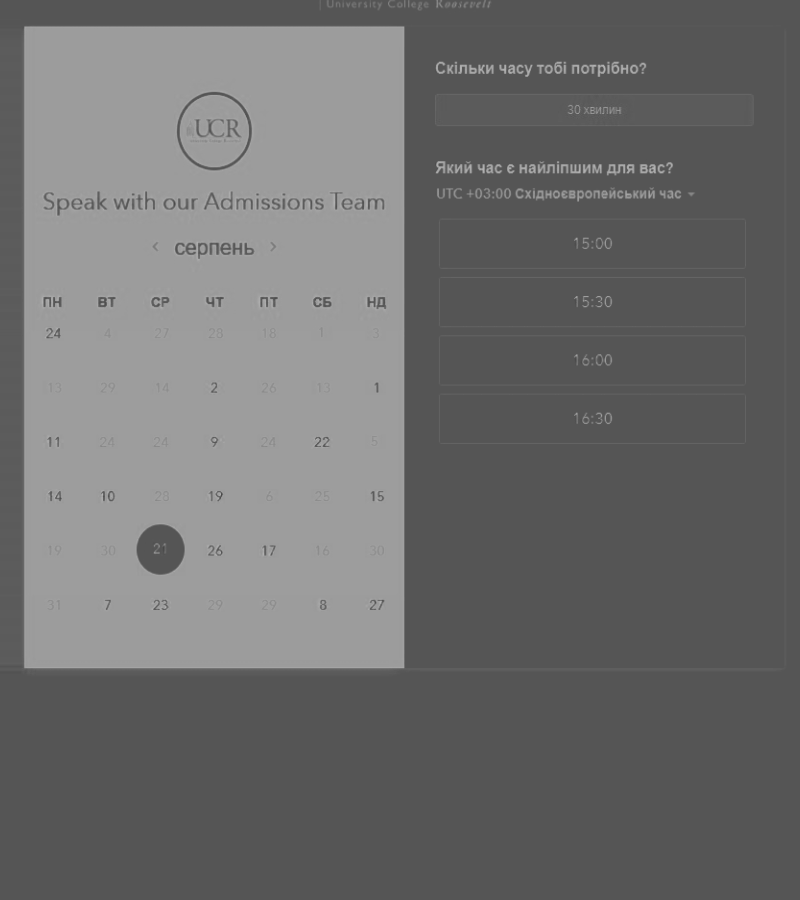 | University College Roosevelt
UCR
Speak with our Admissions Team
серпень
ПН ВТ СР ЧТ ПТ СБ НД
24 4 27 28 18 1 3
13 29 14 2 26 13 1
11 24 24 9 24 22 5
14 10 23 19 6 25 15
19 30 21 26 17 16 30
31 7 23 29 29 8 27
Скільки часу тобі потрібно?
30 хвилин
Який час є найліпшим для вас?
UTC +03:00 Східноєвропейський час
15:00
15:30
16:00
16:30